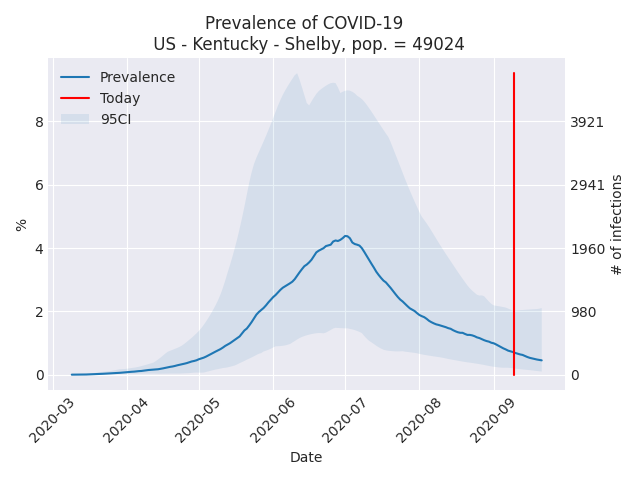 Prevalence of COVID-19
US - Kentucky - Shelby, pop. = 49024
Prevalence
Today
95CI
%
8
6
4
2
0
3921
2941
1960
980
0
# of infections
2020-03
2020-04
2020-05
2020-06
2020-07
2020-08
2020-09
Date